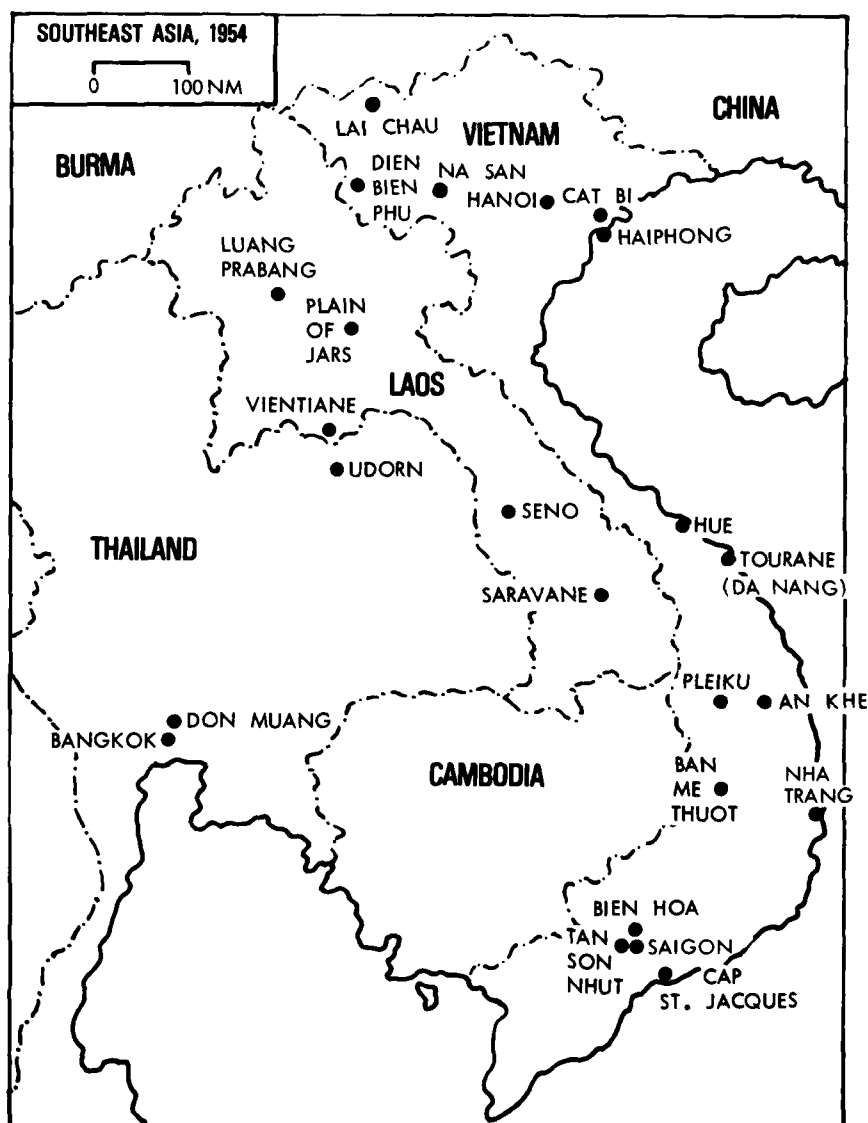 SOUTHEAST ASIA, 1954
0 100 NM
CHINA
LAI CHAU
VIETNAM
BURMA
DIEN
BIEN
PHU
NA SAN
HANOI
CAT BI
HAIPHONG
LUANG
PRABANG
PLAIN
OF
JARS
LAOS
VIENTIANE
UDORN
SENO
HUE
THAILAND
TOURANE
(DA NANG)
SARAVANE
PLEIKU
AN KHE
DON MUANG
BANGKOK
CAMBODIA
BAN
ME
THUOT
NHA
TRANG
BIEN HOA
TAN
SON
NHUT
SAIGON
CAP
ST. JACQUES